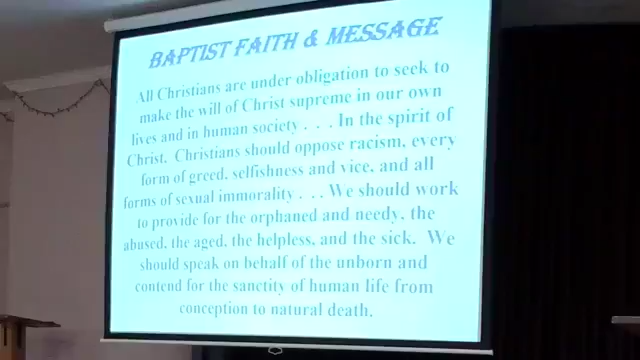 BAPTIST FAITH & MESSAGE
All Christians are under obligation to seek to
make the will of Christ supreme in our own
lives and in human society . . . In the spirit of
Christ, Christians should oppose racism, every
form of greed, selfishness and vice, and all
forms of sexual immorality . . . We should work
to provide for the orphaned and needy, the
abused, the aged, the helpless, and the sick. We
should speak on behalf of the unborn and
contend for the sanctity of human life from
conception to natural death.